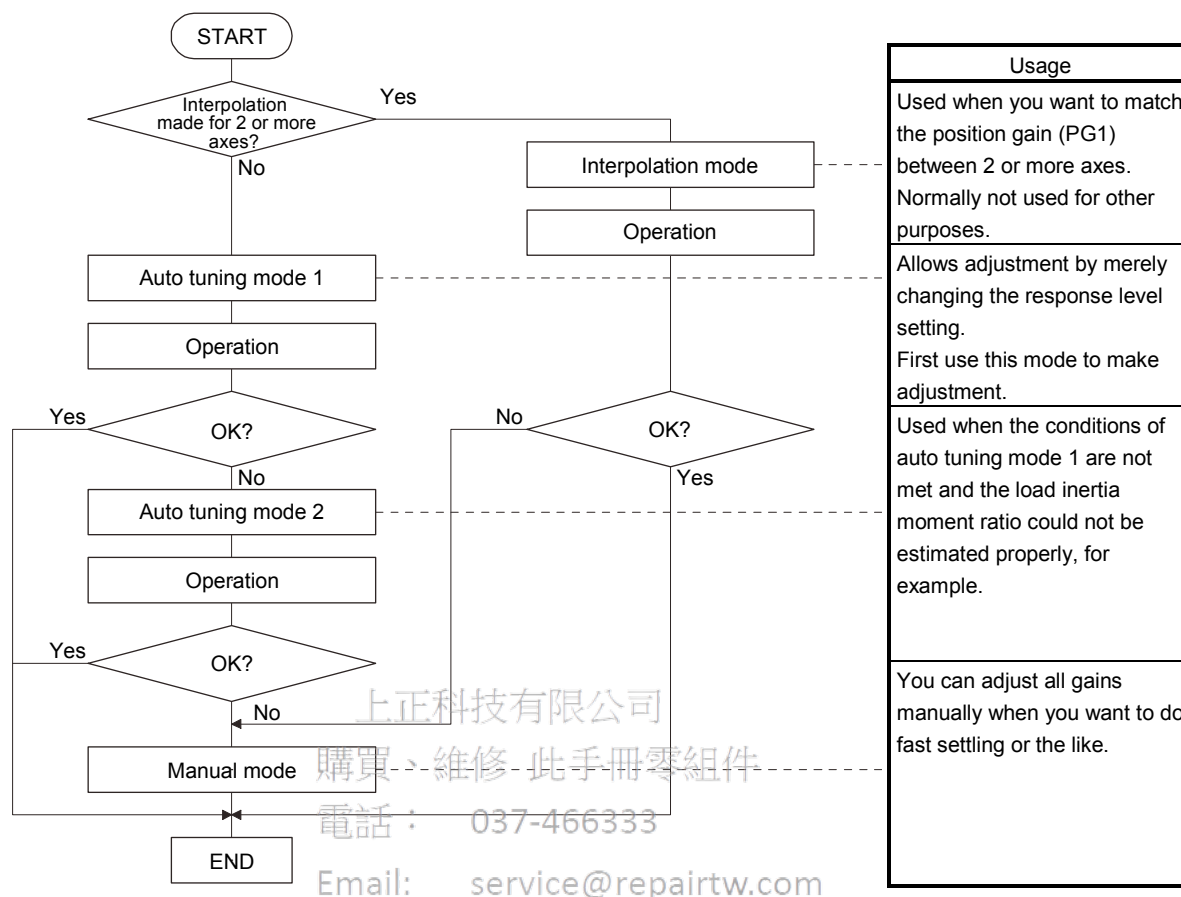 START
Interpolation
made for 2 or more
axes?
Yes
No
Interpolation mode
Operation
Auto tuning mode 1
Operation
Yes
OK?
No
No
OK?
Yes
Auto tuning mode 2
Operation
Yes
OK?
No
Manual mode
END
Usage
Used when you want to match
the position gain (PG1)
between 2 or more axes.
Normally not used for other
purposes.
Allows adjustment by merely
changing the response level
setting.
First use this mode to make
adjustment.
Used when the conditions of
auto tuning mode 1 are not
met and the load inertia
moment ratio could not be
estimated properly, for
example.
You can adjust all gains
manually when you want to do
fast settling or the like.
上正科技有限公司
購買、維修 此手冊零組件
電話： 037-466333
Email: service@repairtw.com